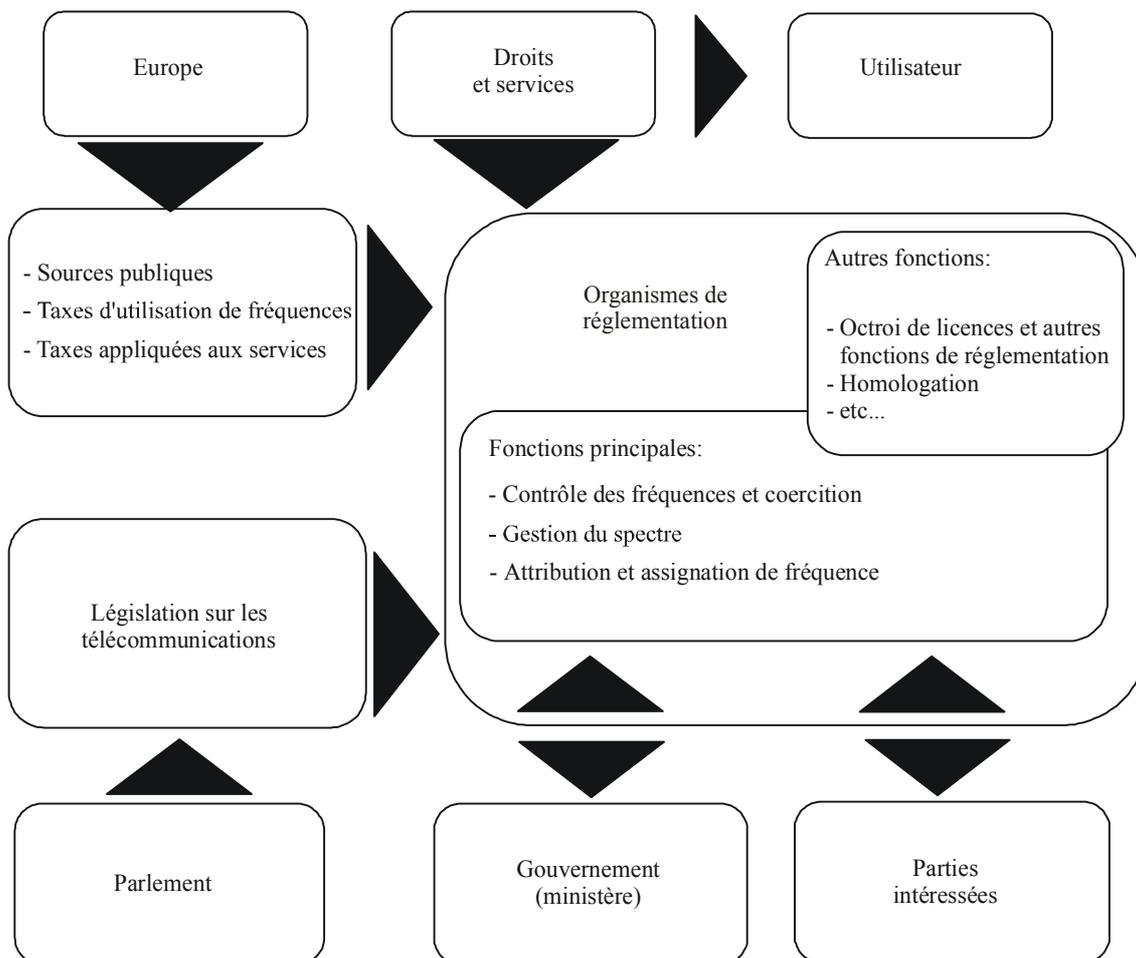 Europe
Droits
et services
Utilisateur
- Sources publiques
- Taxes d'utilisation de fréquences
- Taxes appliquées aux services
Organismes de
réglementation
Autres fonctions:
- Octroi de licences et autres
fonctions de réglementation
- Homologation
- etc...
Fonctions principales:
- Contrôle des fréquences et coercition
- Gestion du spectre
- Attribution et assignation de fréquence
Législation sur les
télécommunications
Parlement
Gouvernement
(ministère)
Parties
intéressées